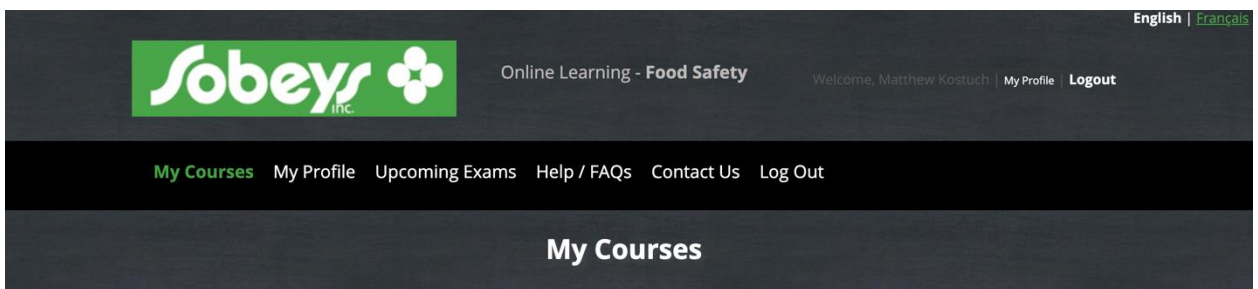 English | Français
Sobeys inc.
Online Learning - Food Safety
Welcome, Matthew Kostuch | My Profile | Logout
My Courses My Profile Upcoming Exams Help / FAQs Contact Us Log Out
My Courses